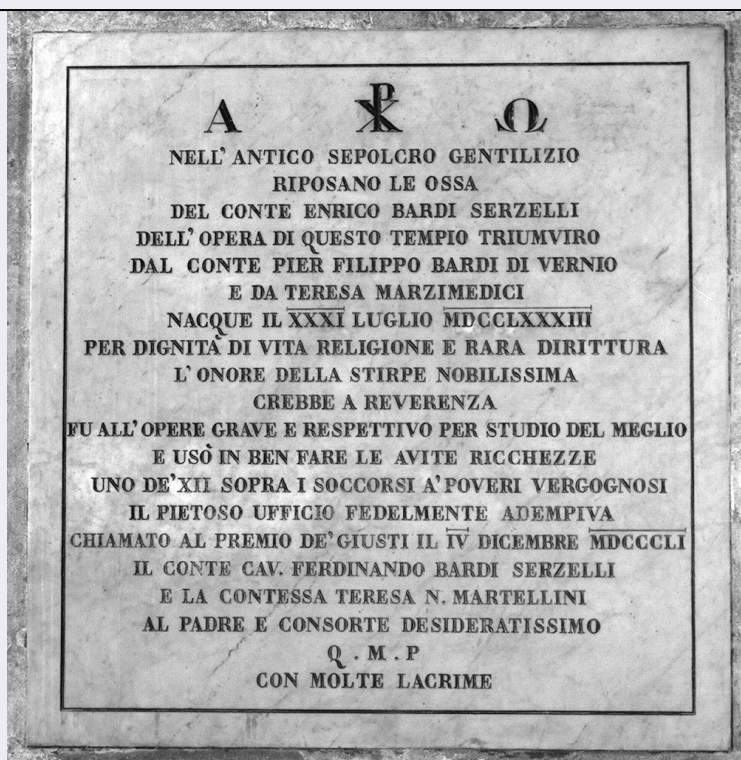 Α ☧ Ω
NELL' ANTICO SEPOLCRO GENTILIZIO
RIPOSANO LE OSSA
DEL CONTE ENRICO BARDI SERZELLI
DELL' OPERA DI QUESTO TEMPIO TRIUMVIRO
DAL CONTE PIER FILIPPO BARDI DI VERNIO
E DA TERESA MARZIMEDICI
NACQUE IL XXXI LUGLIO MDCCLXXXIII
PER DIGNITÀ DI VITA RELIGIONE E RARA DIRITTURA
L' ONORE DELLA STIRPE NOBILISSIMA
CREBBE A REVERENZA
FU ALL' OPERE GRAVE E RESPETTIVO PER STUDIO DEL MEGLIO
E USÒ IN BEN FARE LE AVITE RICCHEZZE
UNO DE' XII SOPRA I SOCCORSI A' POVERI VERGOGNOSI
IL PIETOSO UFFICIO FEDELMENTE ADEMPIVA
CHIAMATO AL PREMIO DE' GIUSTI IL IV DICEMBRE MDCCCLI
IL CONTE CAV. FERDINANDO BARDI SERZELLI
E LA CONTESSA TERESA N. MARTELLINI
AL PADRE E CONSORTE DESIDERATISSIMO
Q . M . P
CON MOLTE LACRIME